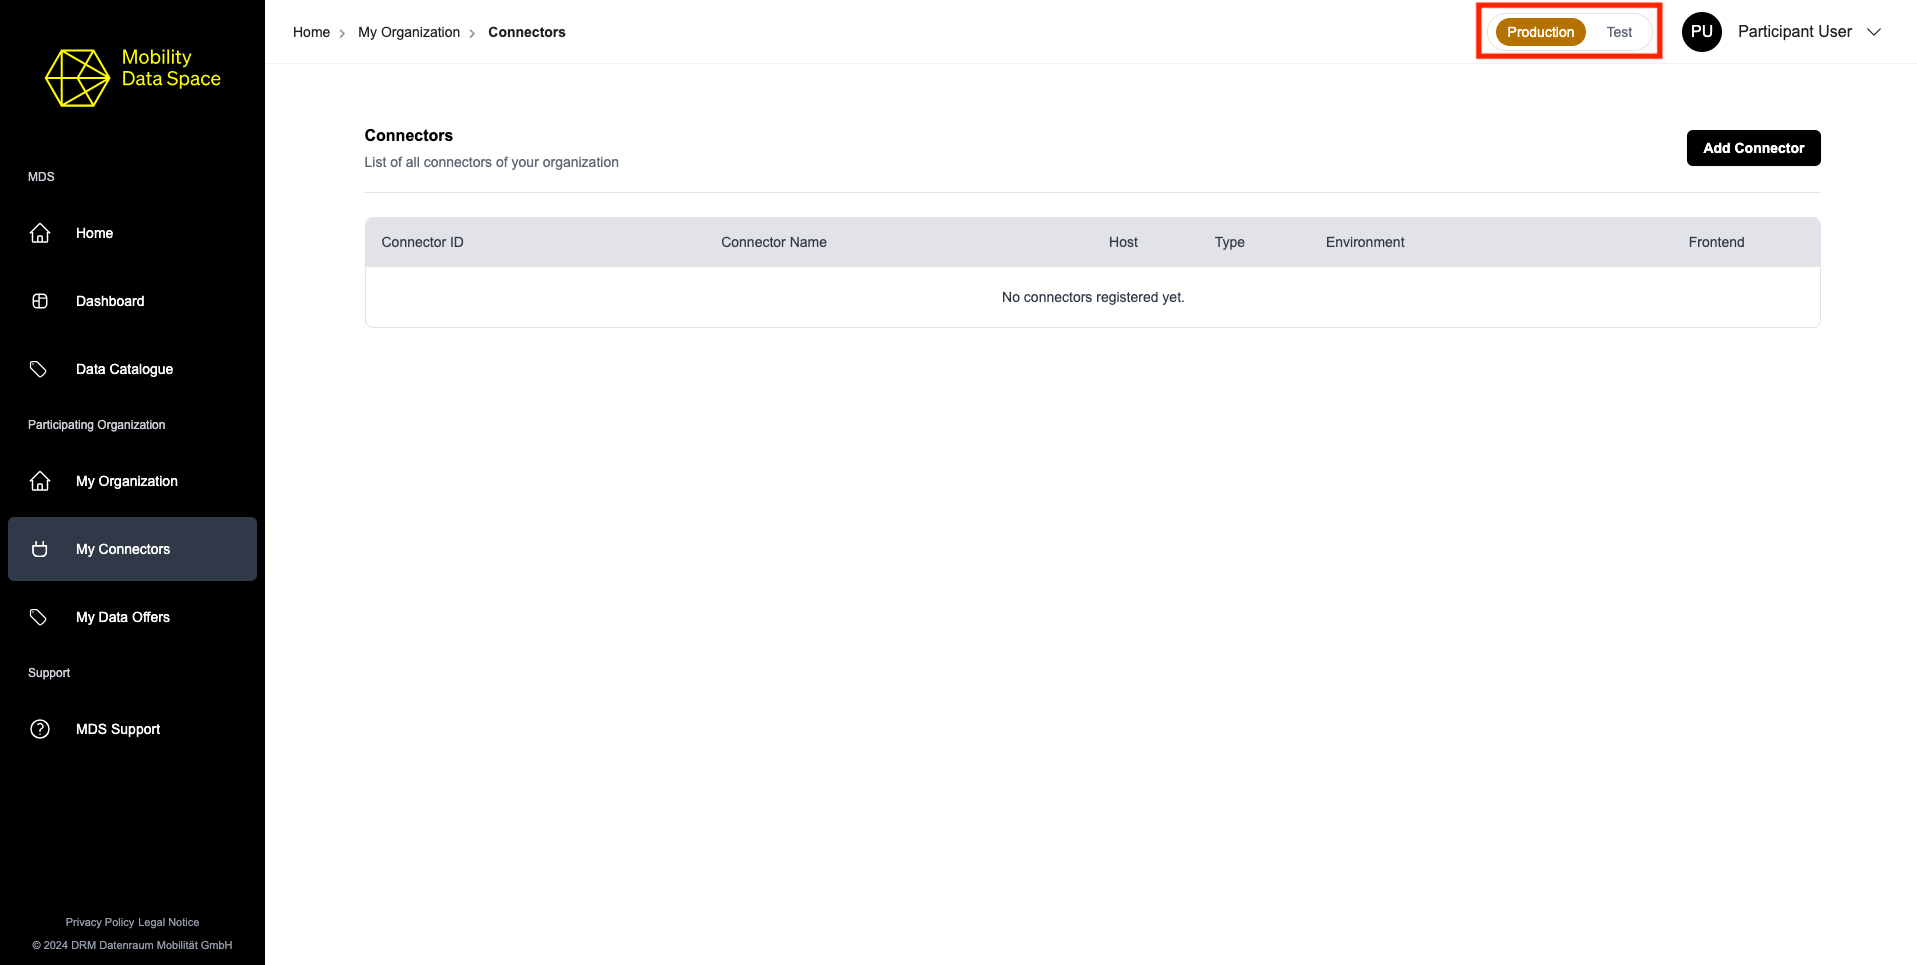 Mobility
Data Space
MDS
Home
Dashboard
Data Catalogue
Participating Organization
My Organization
My Connectors
My Data Offers
Support
MDS Support
Privacy Policy Legal Notice
© 2024 DRM Datenraum Mobilität GmbH
Home > My Organization > Connectors
Production Test
PU Participant User
Connectors
List of all connectors of your organization
Add Connector
Connector ID Connector Name Host Type Environment Frontend
No connectors registered yet.